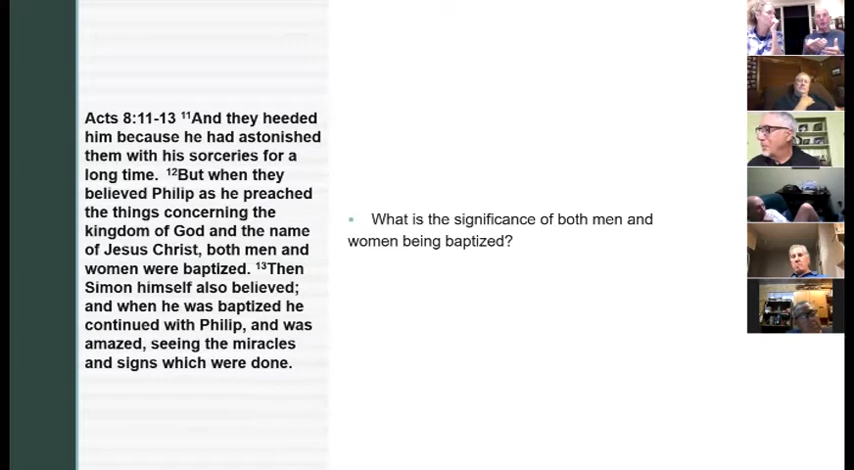 Acts 8:11-13 ¹¹And they heeded
him because he had astonished
them with his sorceries for a
long time. ¹²But when they
believed Philip as he preached
the things concerning the
kingdom of God and the name
of Jesus Christ, both men and
women were baptized. ¹³Then
Simon himself also believed;
and when he was baptized he
continued with Philip, and was
amazed, seeing the miracles
and signs which were done.
▪ What is the significance of both men and
women being baptized?